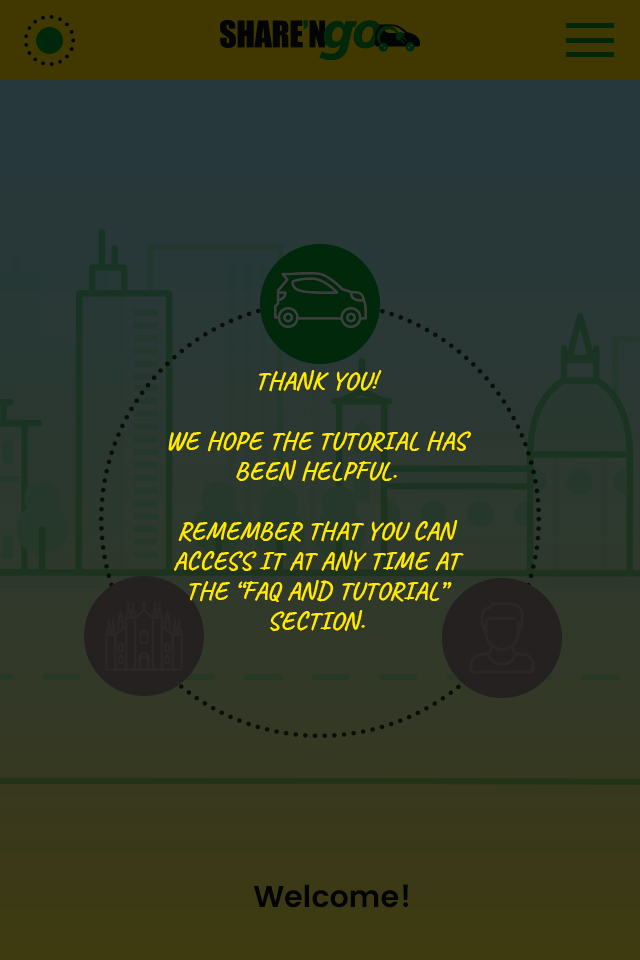 SHARE'N go
THANK YOU!
WE HOPE THE TUTORIAL HAS
BEEN HELPFUL.
REMEMBER THAT YOU CAN
ACCESS IT AT ANY TIME AT
THE “FAQ AND TUTORIAL”
SECTION.
Welcome!